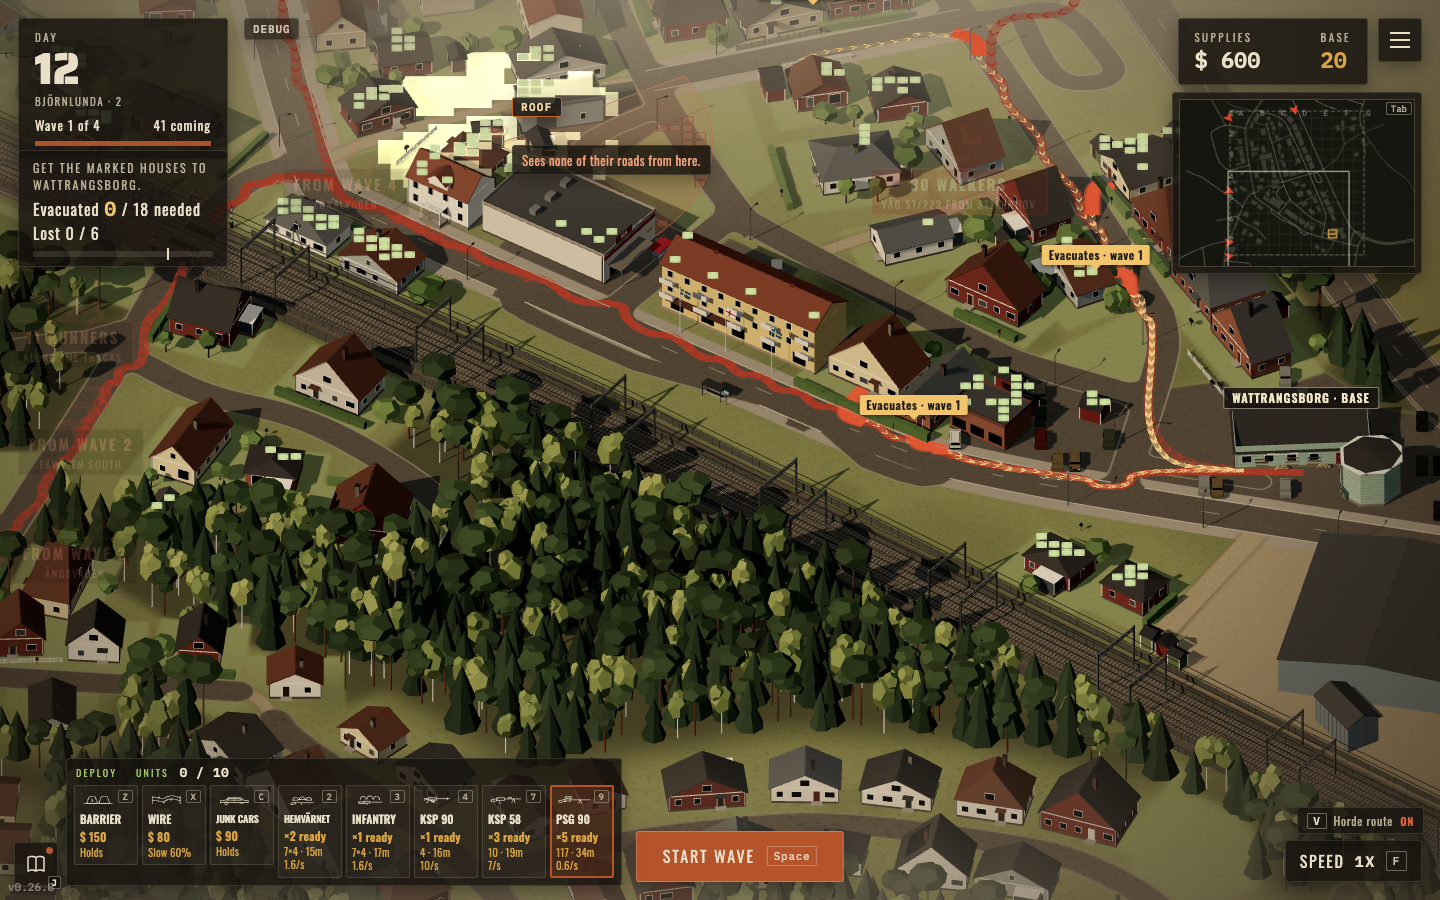 DAY
12
BJÖRNLUNDA · 2
Wave 1 of 4 41 coming
GET THE MARKED HOUSES TO
WATTRANGSBORG.
Evacuated 0 / 18 needed
Lost 0 / 6
DEBUG
ROOF
Sees none of their roads from here.
FROM WAVE 4
30 WALKERS
SUPPLIES BASE
$ 600 20
Tab
Evacuates · wave 1
Evacuates · wave 1
WATTRANGSBORG · BASE
RUNNERS
FROM WAVE 2
FROM WAVE
DEPLOY UNITS 0 / 10
Z
BARRIER
$ 150
Holds
X
WIRE
$ 80
Slow 60%
C
JUNK CARS
$ 90
Holds
2
HEMVÄRNET
×2 ready
7×4 · 15m
1.6/s
3
INFANTRY
×1 ready
7×4 · 17m
1.6/s
4
KSP 90
×1 ready
4 · 16m
10/s
7
KSP 58
×3 ready
10 · 19m
7/s
9
PSG 90
×5 ready
117 · 34m
0.6/s
START WAVE Space
V Horde route ON
SPEED 1X F
J